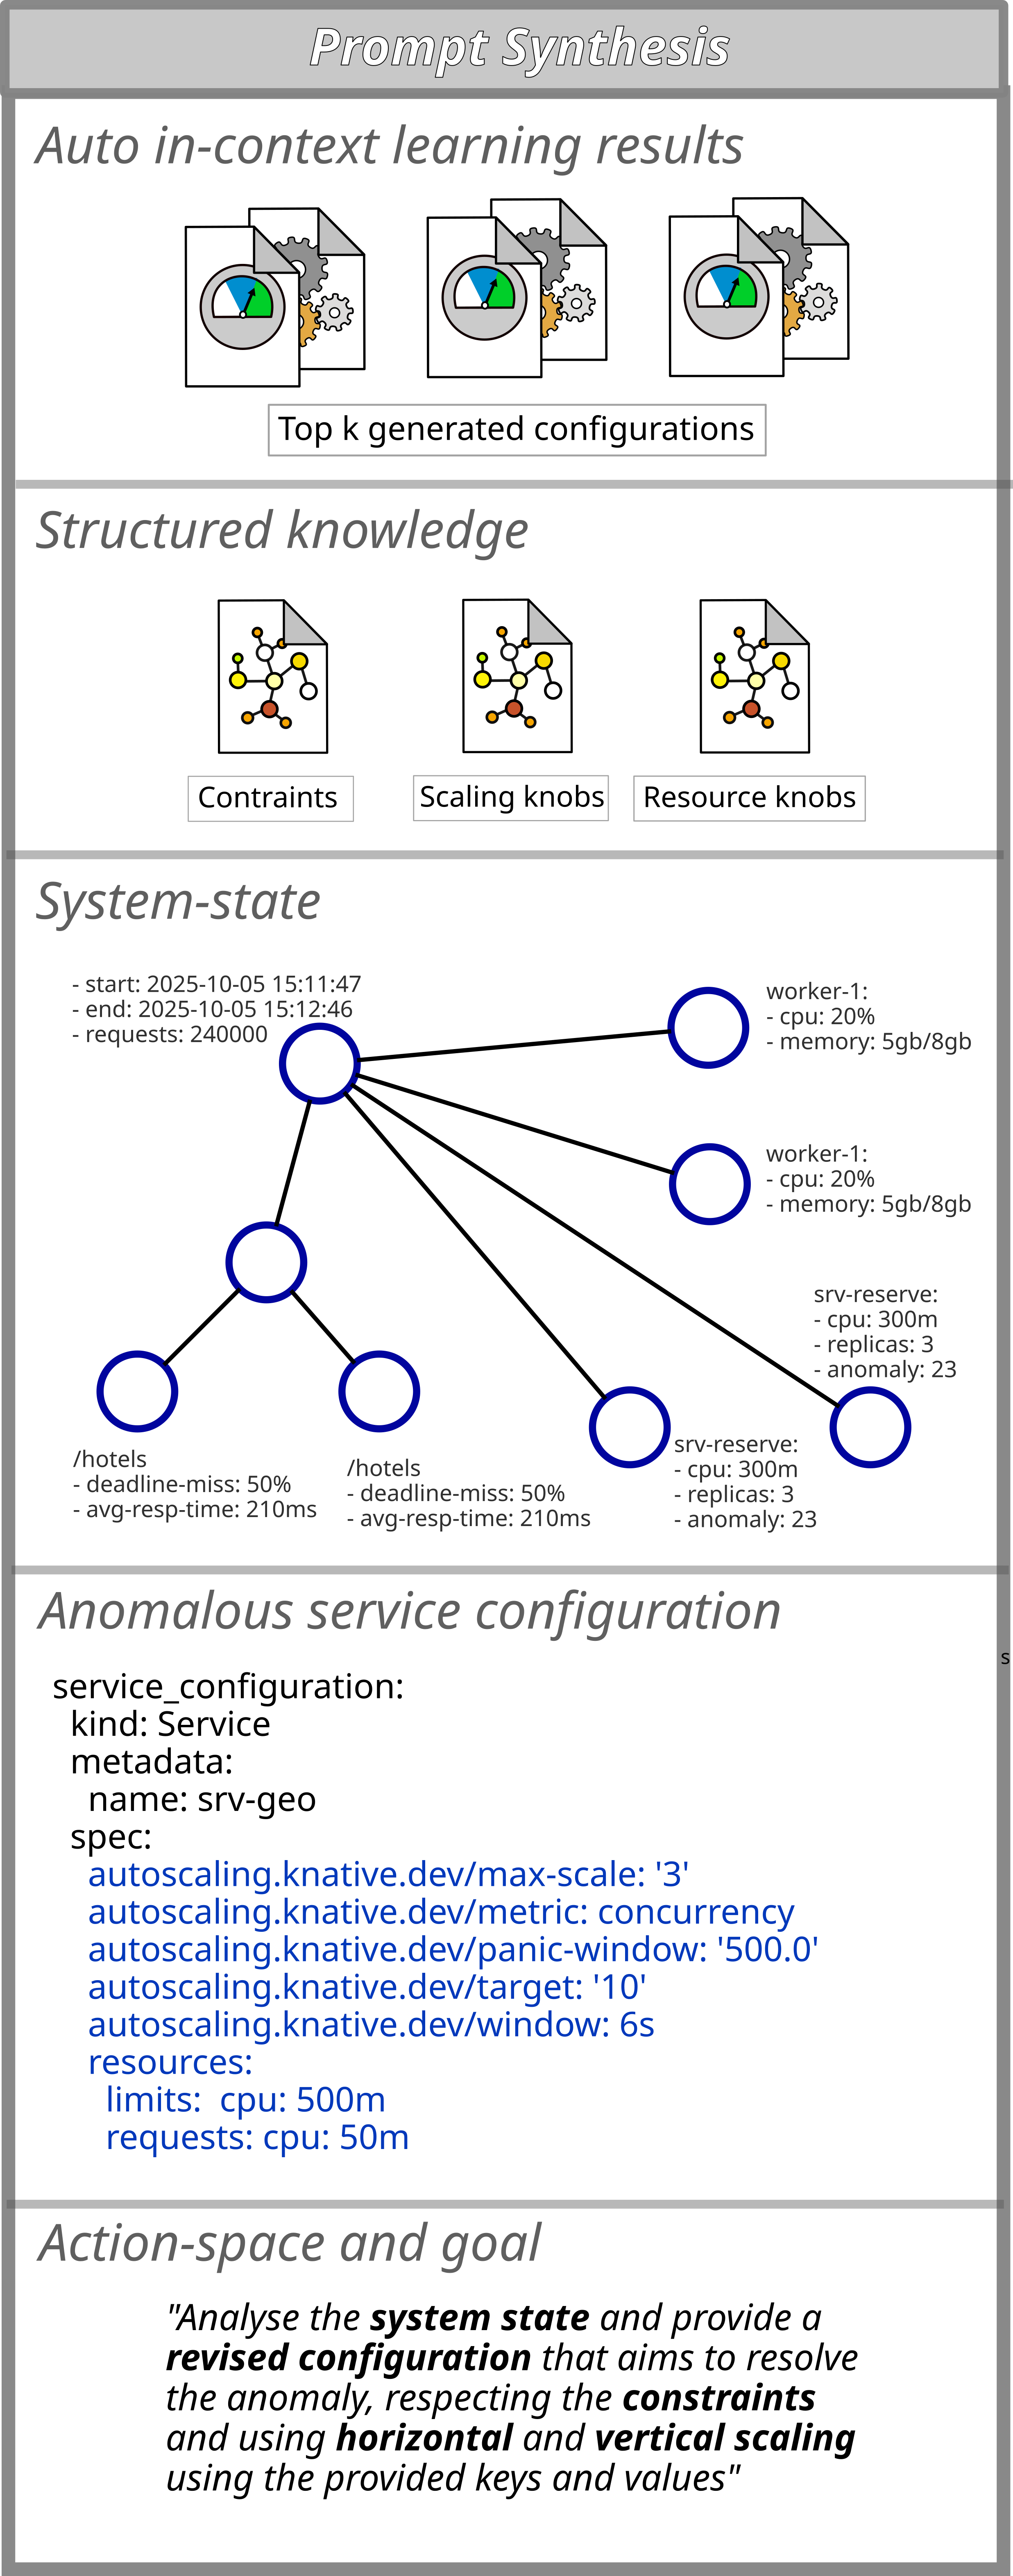 Prompt Synthesis
Auto in-context learning results
Top k generated configurations
Structured knowledge
Contraints
Scaling knobs
Resource knobs
System-state
- start: 2025-10-05 15:11:47
- end: 2025-10-05 15:12:46
- requests: 240000
worker-1:
- cpu: 20%
- memory: 5gb/8gb
worker-1:
- cpu: 20%
- memory: 5gb/8gb
srv-reserve:
- cpu: 300m
- replicas: 3
- anomaly: 23
srv-reserve:
- cpu: 300m
- replicas: 3
- anomaly: 23
/hotels
- deadline-miss: 50%
- avg-resp-time: 210ms
/hotels
- deadline-miss: 50%
- avg-resp-time: 210ms
Anomalous service configuration
s
service_configuration:
kind: Service
metadata:
name: srv-geo
spec:
autoscaling.knative.dev/max-scale: '3'
autoscaling.knative.dev/metric: concurrency
autoscaling.knative.dev/panic-window: '500.0'
autoscaling.knative.dev/target: '10'
autoscaling.knative.dev/window: 6s
resources:
limits:  cpu: 500m
requests: cpu: 50m
Action-space and goal
"Analyse the system state and provide a
revised configuration that aims to resolve
the anomaly, respecting the constraints
and using horizontal and vertical scaling
using the provided keys and values"